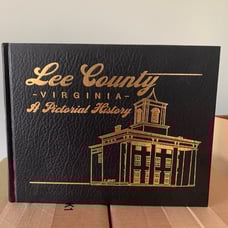 Lee County
-VIRGINIA-
A Pictorial History